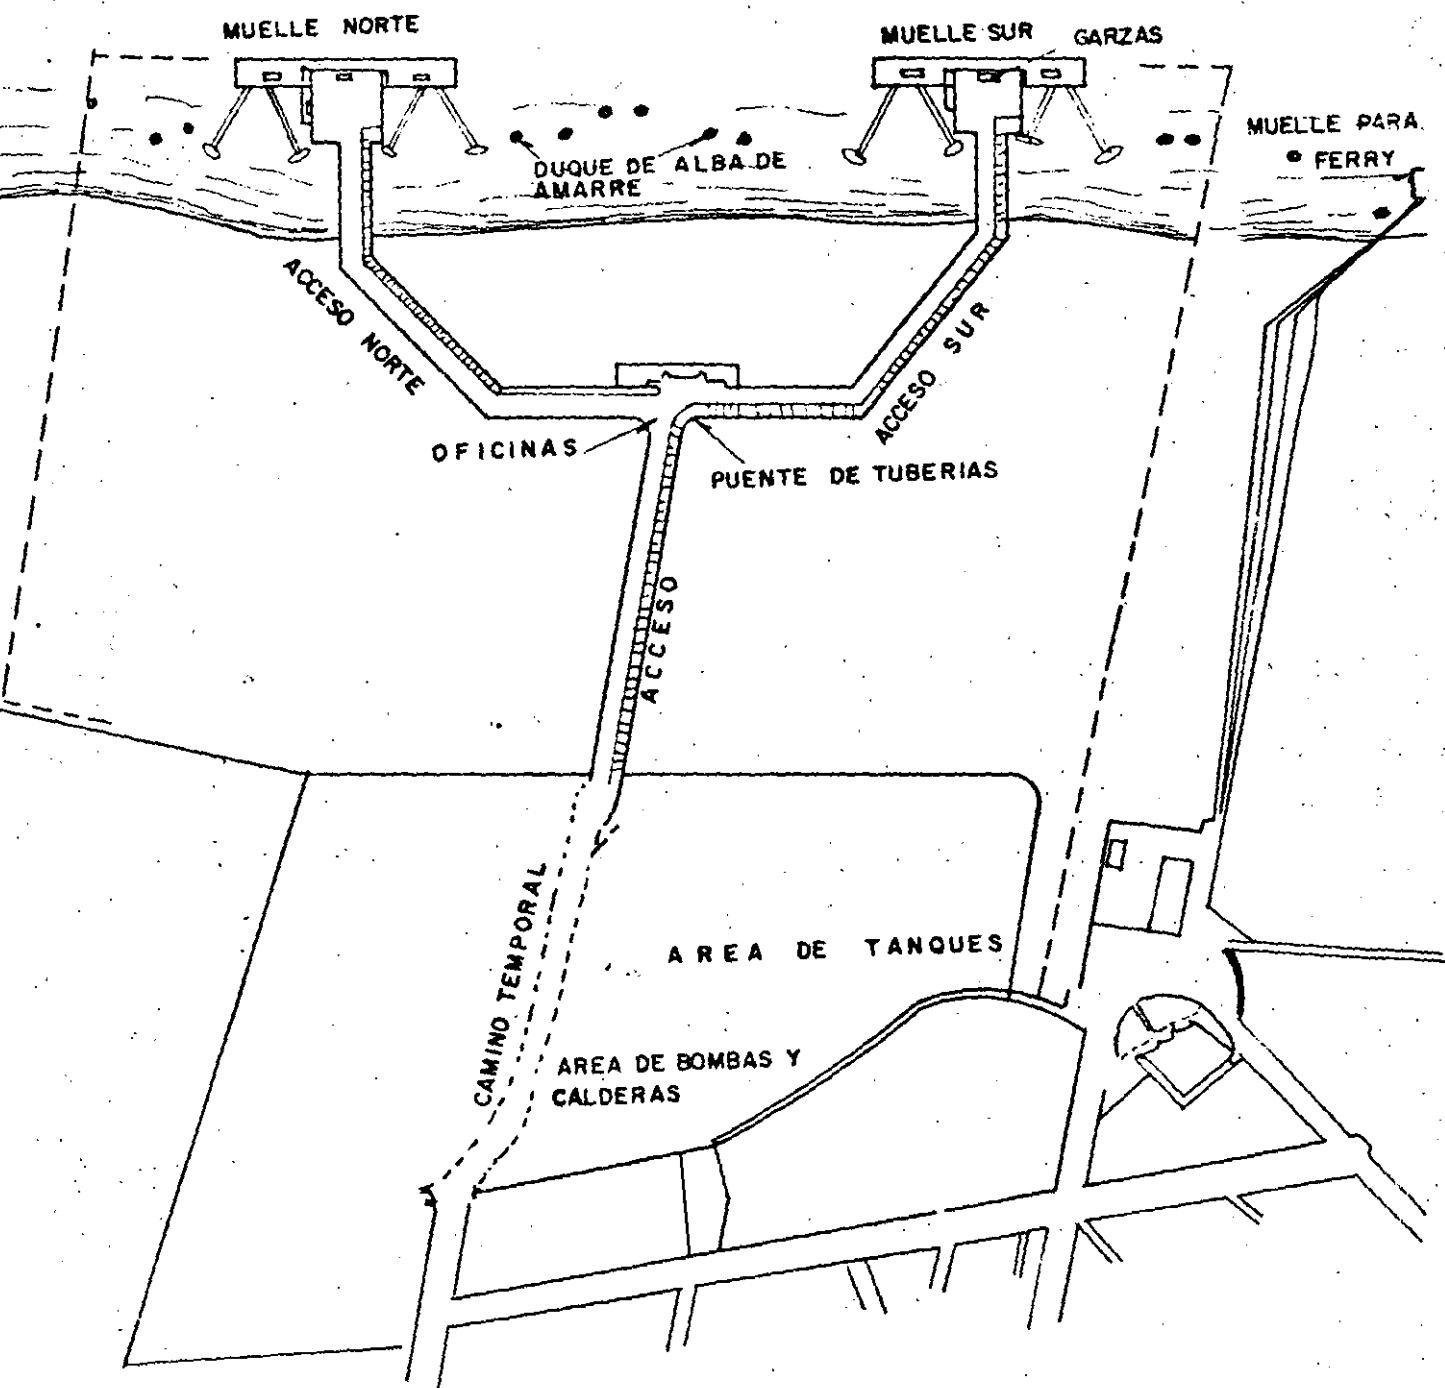 MUELLE NORTE
MUELLE SUR
GARZAS
MUELLE PARA
FERRY
DUQUE DE ALBA DE
AMARRE
ACCESO NORTE
ACCESO SUR
OFICINAS
PUENTE DE TUBERIAS
ACCESO
CAMINO TEMPORAL
AREA DE TANQUES
AREA DE BOMBAS Y
CALDERAS